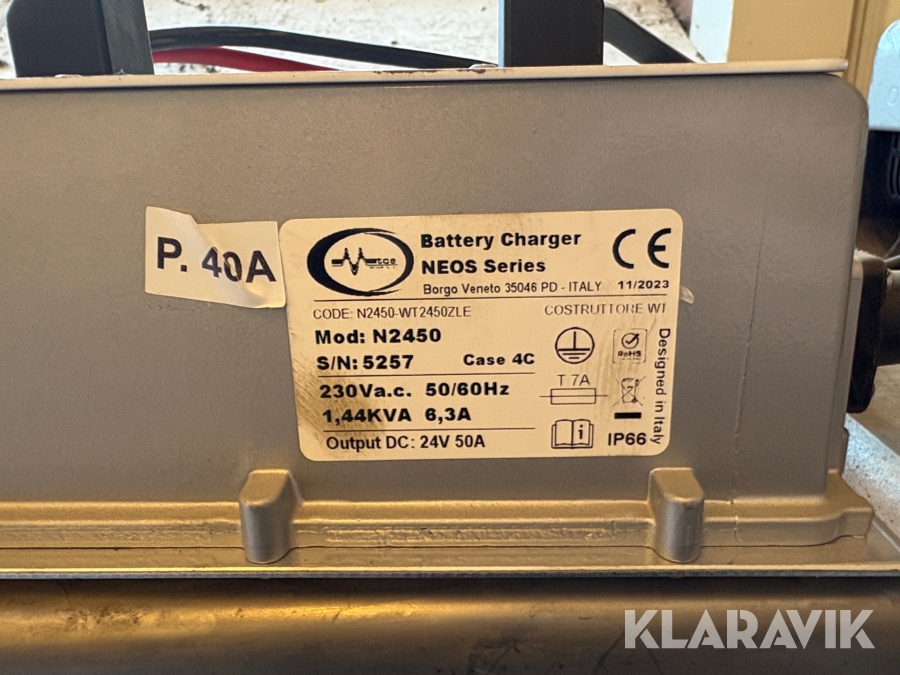 P. 40A
tce
Battery Charger
NEOS Series
Borgo Veneto 35046 PD - ITALY
CE
11/2023
CODE: N2450-WT2450ZLE
COSTRUTTORE WT
Mod: N2450
S/N: 5257
Case 4C
230Va.c. 50/60Hz
1,44KVA 6,3A
Output DC: 24V 50A
T 7A
RoHS
i
IP66
Designed in Italy
KLARAVIK